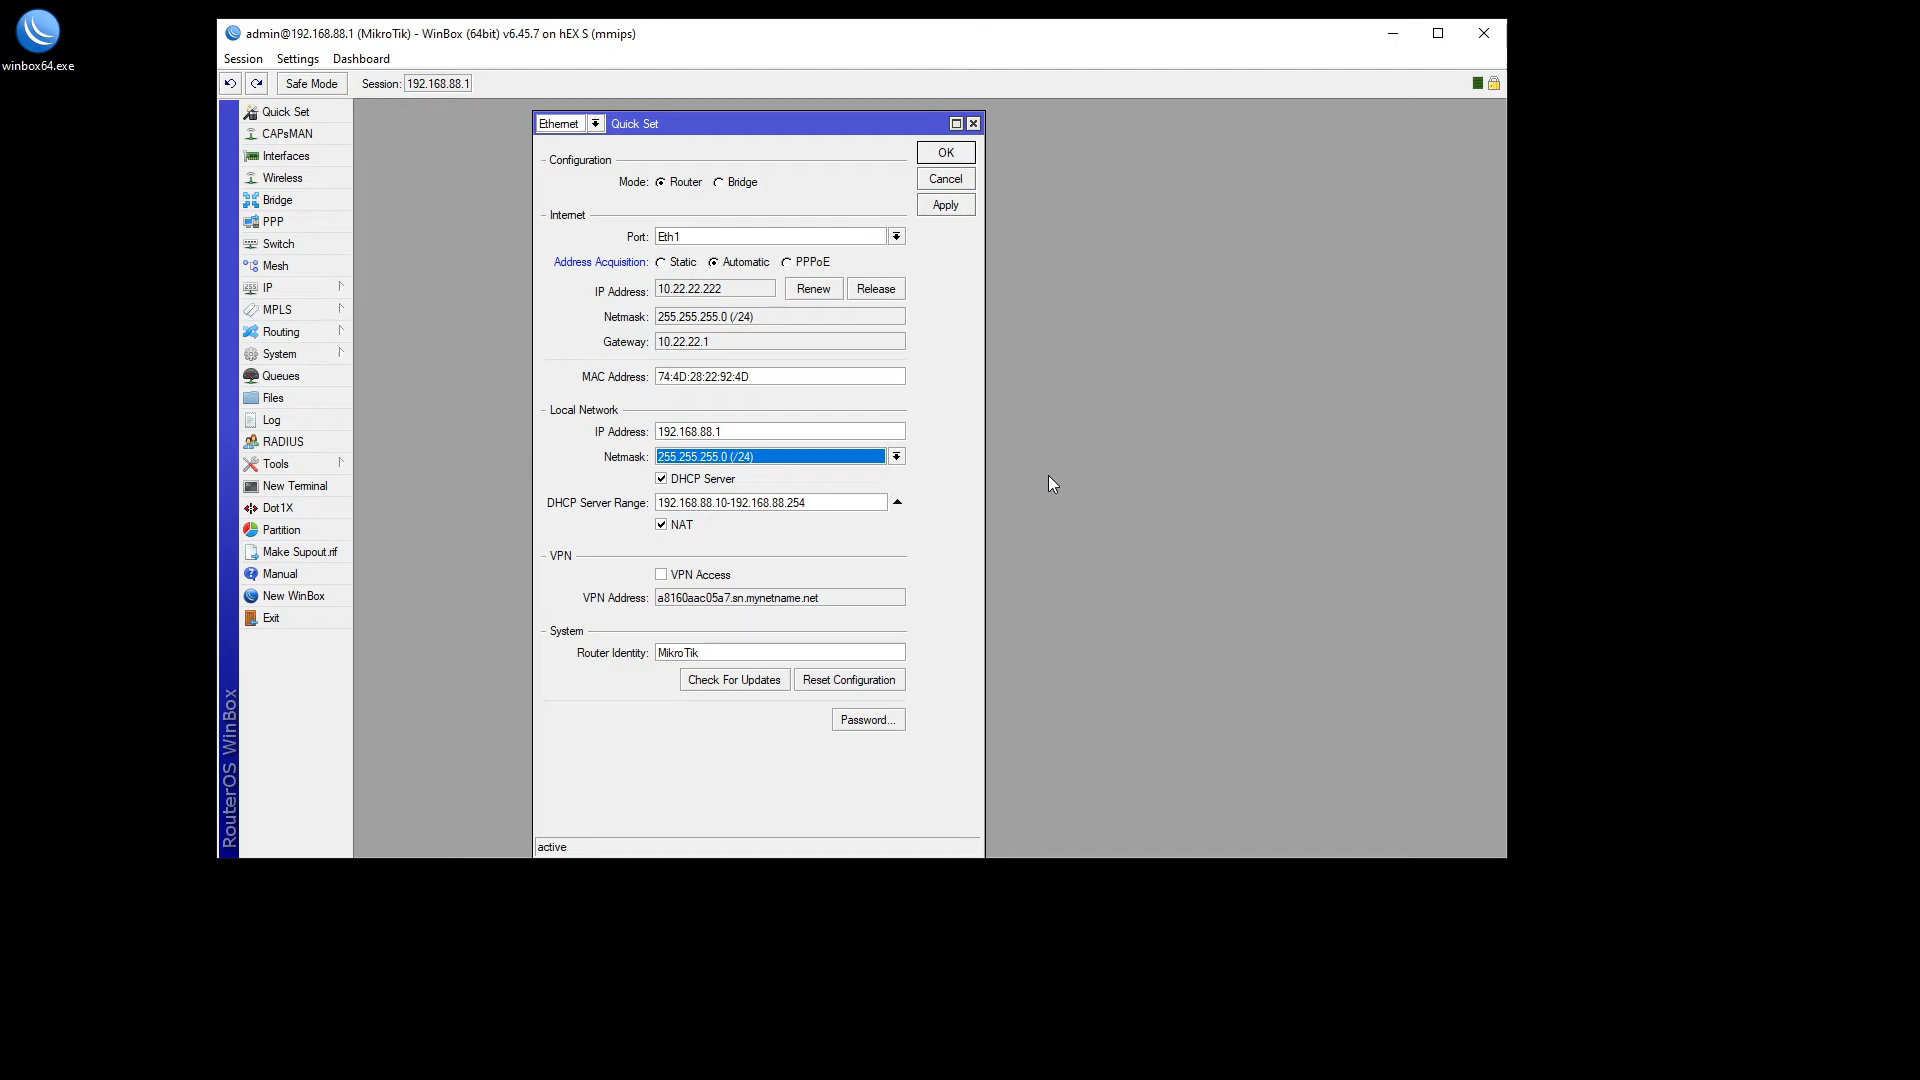 winbox64.exe
admin@192.168.88.1 (MikroTik) - WinBox (64bit) v6.45.7 on hEX S (mmips)
Session Settings Dashboard
Safe Mode Session: 192.168.88.1
Quick Set
CAPsMAN
Interfaces
Wireless
Bridge
PPP
Switch
Mesh
IP
MPLS
Routing
System
Queues
Files
Log
RADIUS
Tools
New Terminal
Dot1X
Partition
Make Supout.rif
Manual
New WinBox
Exit
RouterOS WinBox
Ethernet Quick Set
OK
Cancel
Apply
Configuration
Mode: Router Bridge
Internet
Port: Eth1
Address Acquisition: Static Automatic PPPoE
IP Address: 10.22.22.222 Renew Release
Netmask: 255.255.255.0 (/24)
Gateway: 10.22.22.1
MAC Address: 74:4D:28:22:92:4D
Local Network
IP Address: 192.168.88.1
Netmask: 255.255.255.0 (/24)
DHCP Server
DHCP Server Range: 192.168.88.10-192.168.88.254
NAT
VPN
VPN Access
VPN Address: a8160aac05a7.sn.mynetname.net
System
Router Identity: MikroTik
Check For Updates Reset Configuration
Password...
active